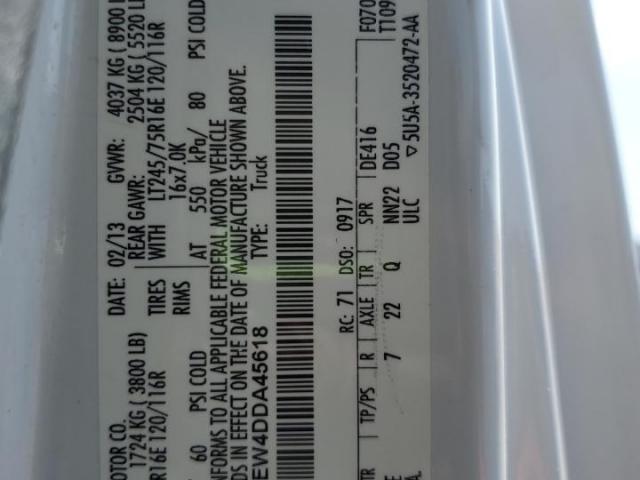 OTOR CO.
DATE: 02/13 GVWR: 4037 KG ( 8900 L
1724 KG ( 3800 LB) REAR GAWR: 2504 KG ( 5520 L
R16E 120/116R TIRES WITH LT245/75R16E 120/116R
RIMS 16x7.0K
60 PSI COLD AT 550 kPa/ 80 PSI COLD
NFORMS TO ALL APPLICABLE FEDERAL MOTOR VEHICLE
DS IN EFFECT ON THE DATE OF MANUFACTURE SHOWN ABOVE.
EW4DDA45618 TYPE: Truck
RC: 71 DSO: 0917
F070
TR TP/PS R AXLE TR SPR DE416 T109
E 7 22 Q NN22 D05
A. ULC ▽5U5A-3520472-AA